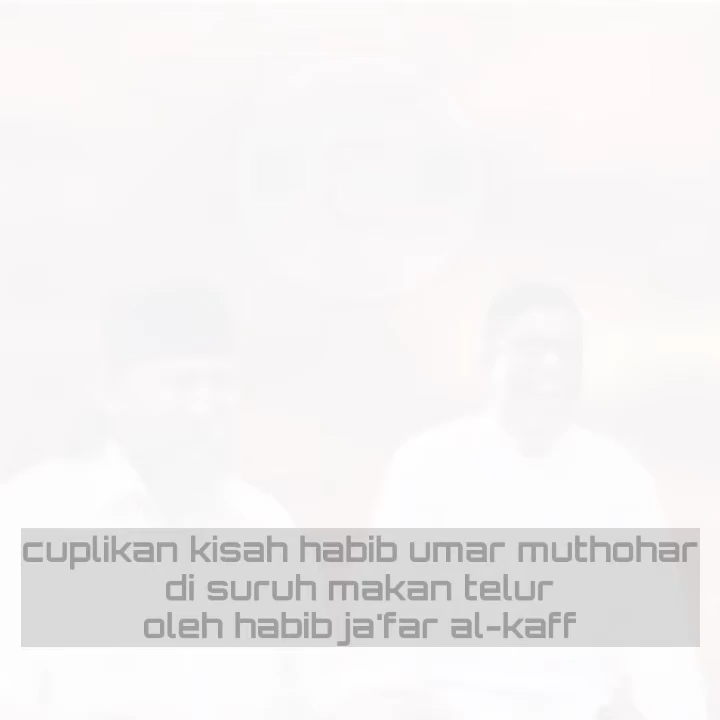 cuplikan kisah habib umar muthohar
di suruh makan telur
oleh habib ja'far al-kaff